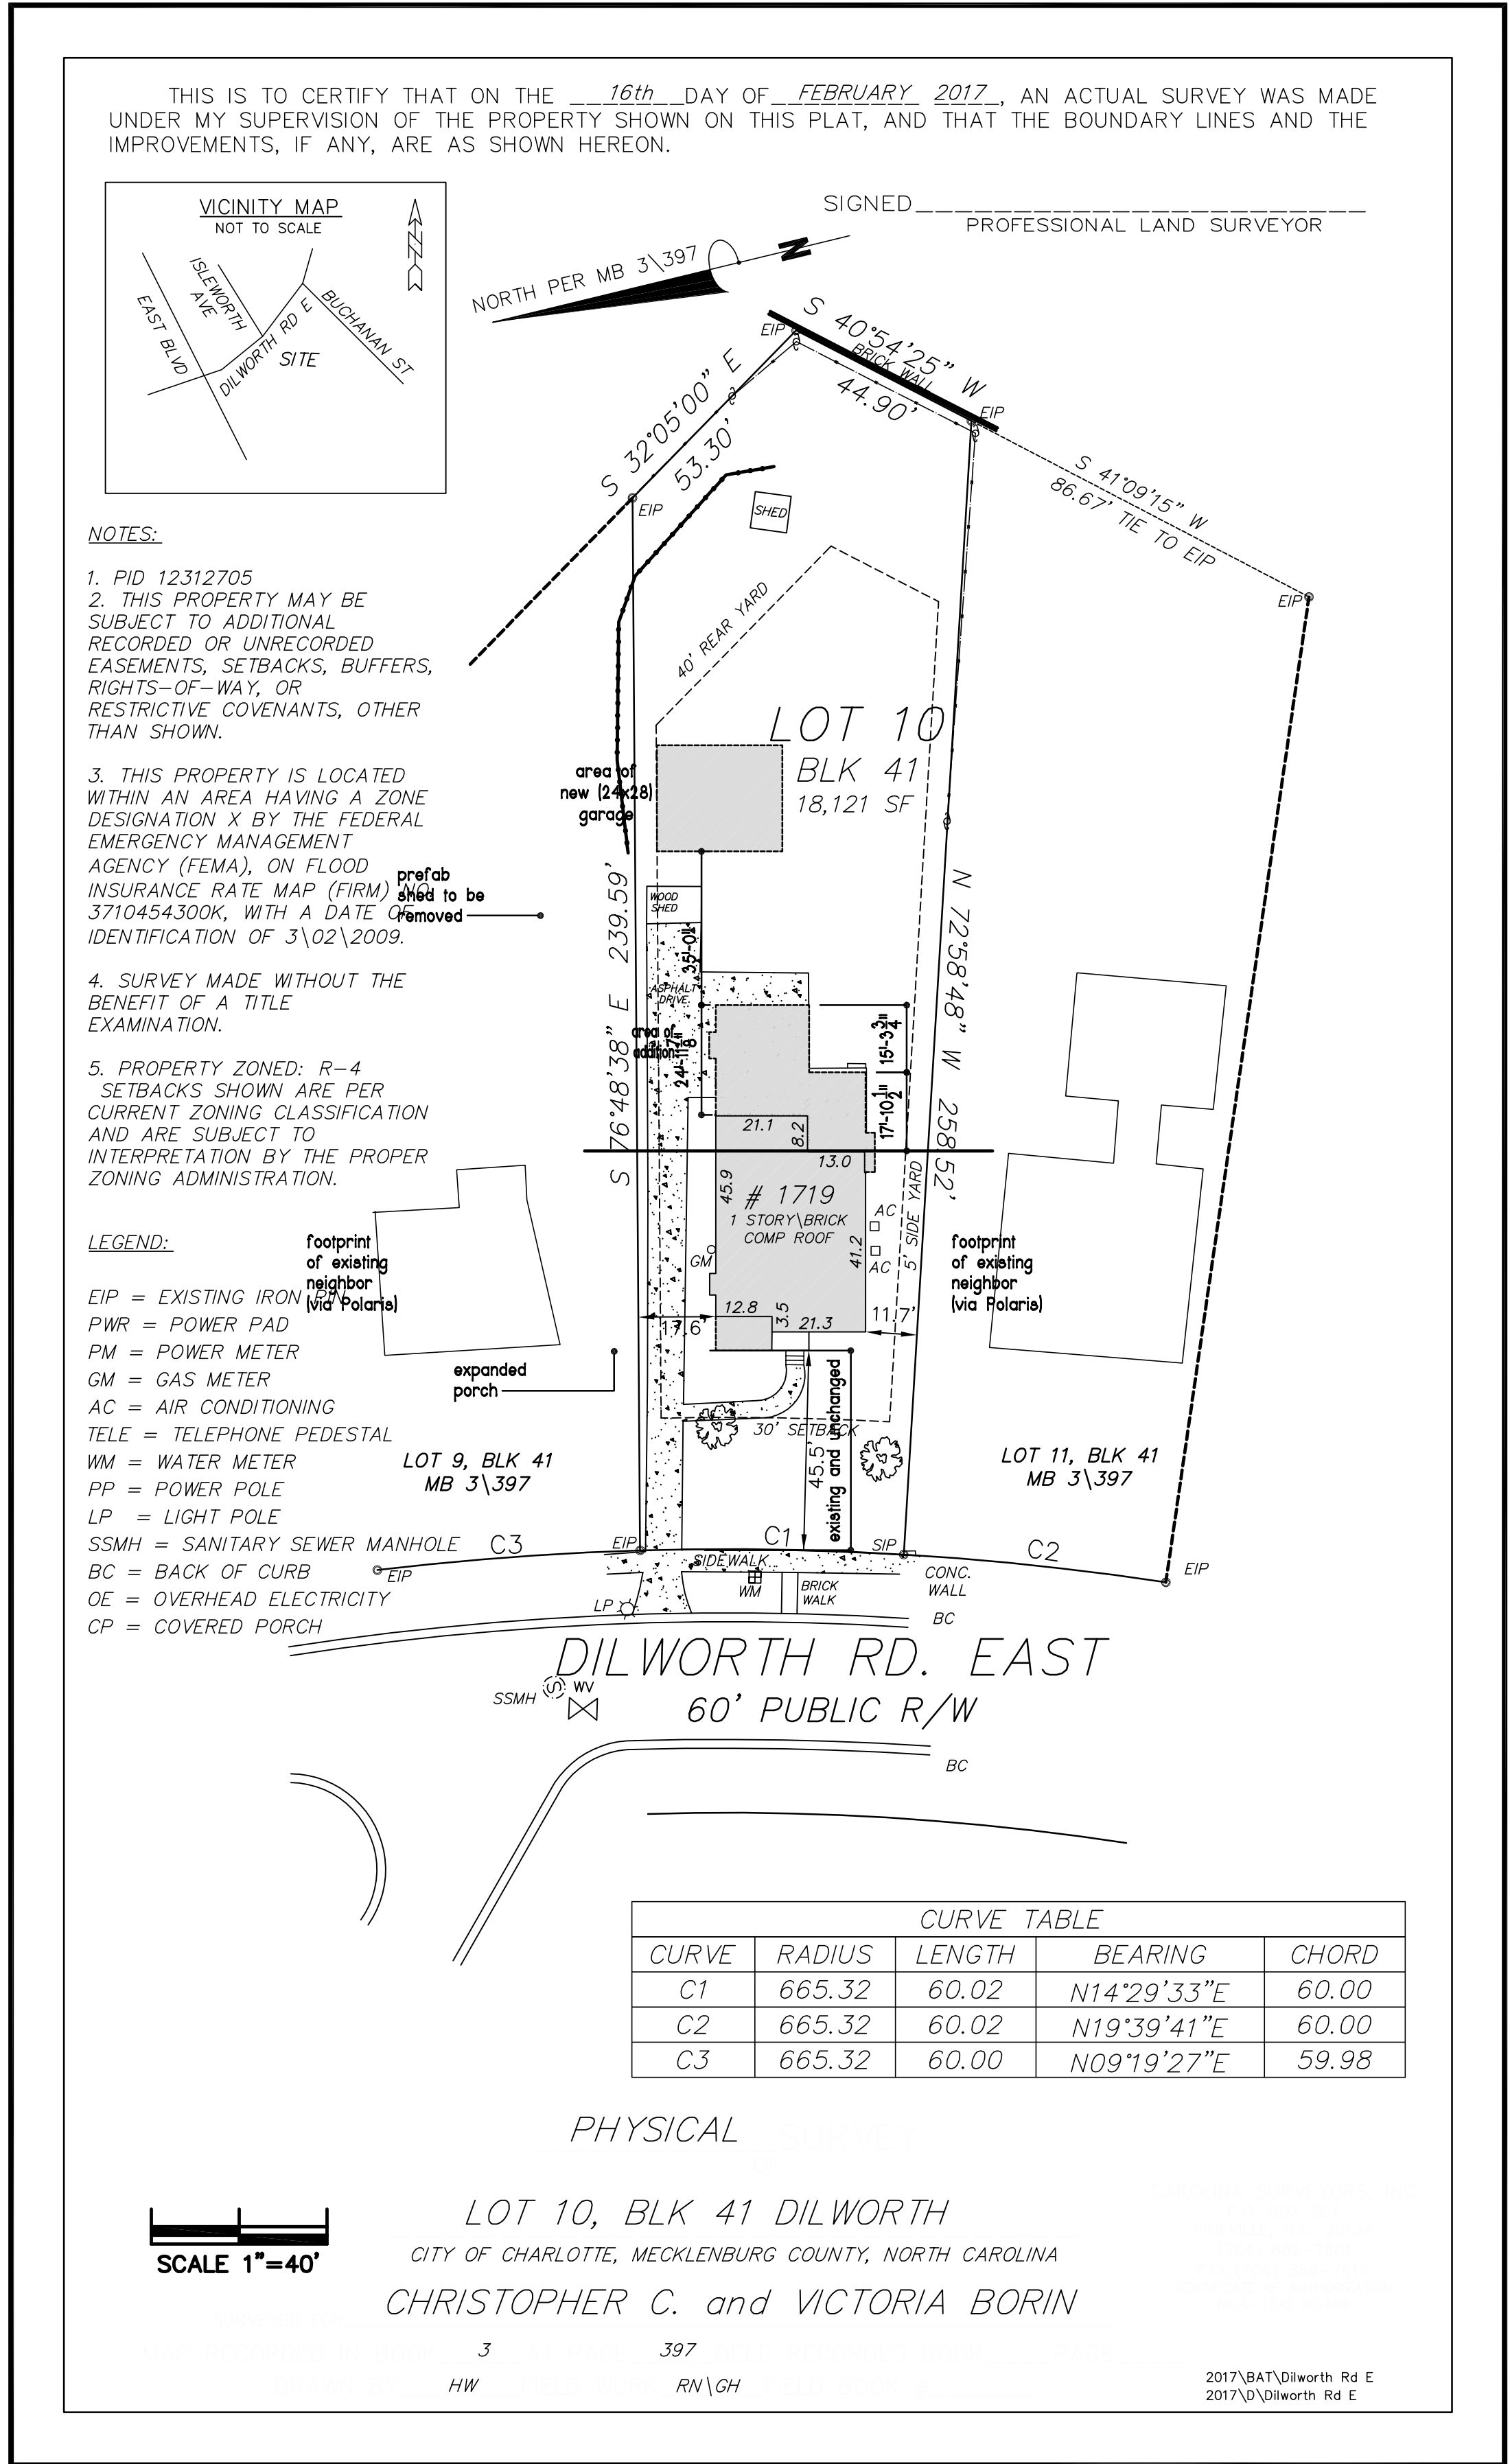 THIS IS TO CERTIFY THAT ON THE 16th DAY OF FEBRUARY 2017, AN ACTUAL SURVEY WAS MADE
UNDER MY SUPERVISION OF THE PROPERTY SHOWN ON THIS PLAT, AND THAT THE BOUNDARY LINES AND THE
IMPROVEMENTS, IF ANY, ARE AS SHOWN HEREON.
SIGNED
PROFESSIONAL LAND SURVEYOR
VICINITY MAP
NOT TO SCALE
N
EAST BLVD
ISLEWORTH
AVE
DILWORTH RD E
BUCHANAN ST
SITE
NORTH PER MB 3\397
N
EIP
S 40°54'25" W
BRICK WALL
44.90'
EIP
S 32°05'00" E
53.30'
EIP
SHED
S 41°09'15" W
86.67' TIE TO EIP
EIP
40' REAR YARD
NOTES:
1. PID 12312705
2. THIS PROPERTY MAY BE
SUBJECT TO ADDITIONAL
RECORDED OR UNRECORDED
EASEMENTS, SETBACKS, BUFFERS,
RIGHTS-OF-WAY, OR
RESTRICTIVE COVENANTS, OTHER
THAN SHOWN.
3. THIS PROPERTY IS LOCATED
WITHIN AN AREA HAVING A ZONE
DESIGNATION X BY THE FEDERAL
EMERGENCY MANAGEMENT
AGENCY (FEMA), ON FLOOD
INSURANCE RATE MAP (FIRM) NO.
3710454300K, WITH A DATE OF
IDENTIFICATION OF 3\02\2009.
4. SURVEY MADE WITHOUT THE
BENEFIT OF A TITLE
EXAMINATION.
5. PROPERTY ZONED: R-4
SETBACKS SHOWN ARE PER
CURRENT ZONING CLASSIFICATION
AND ARE SUBJECT TO
INTERPRETATION BY THE PROPER
ZONING ADMINISTRATION.
LEGEND:
EIP = EXISTING IRON PIN
PWR = POWER PAD
PM = POWER METER
GM = GAS METER
AC = AIR CONDITIONING
TELE = TELEPHONE PEDESTAL
WM = WATER METER
PP = POWER POLE
LP = LIGHT POLE
SSMH = SANITARY SEWER MANHOLE
BC = BACK OF CURB
OE = OVERHEAD ELECTRICITY
CP = COVERED PORCH
LOT 10
BLK 41
18,121 SF
area of
new (24x28)
garage
prefab
shed to be
removed
WOOD
SHED
35'-0"
ASPHALT
DRIVE
area of
addition
24'-11 7/8"
S 76°48'38" E 239.59'
N 72°58'48" W 258.52'
15'-3 3/4"
17'-10 1/2"
21.1
8.2
13.0
45.9
# 1719
1 STORY\BRICK
COMP ROOF
41.2
AC
AC
5' SIDE YARD
GM
12.8
3.5
21.3
17.6'
11.7'
footprint
of existing
neighbor
(via Polaris)
footprint
of existing
neighbor
(via Polaris)
expanded
porch
30' SETBACK
45.5'
existing and unchanged
LOT 9, BLK 41
MB 3\397
LOT 11, BLK 41
MB 3\397
C3
EIP
C1
SIP
C2
EIP
EIP
SIDEWALK
WM
BRICK
WALK
CONC.
WALL
LP
BC
DILWORTH RD. EAST
60' PUBLIC R/W
SSMH
S
WV
BC
CURVE TABLE
CURVE RADIUS LENGTH BEARING CHORD
C1 665.32 60.02 N14°29'33"E 60.00
C2 665.32 60.02 N19°39'41"E 60.00
C3 665.32 60.00 N09°19'27"E 59.98
PHYSICAL
LOT 10, BLK 41 DILWORTH
CITY OF CHARLOTTE, MECKLENBURG COUNTY, NORTH CAROLINA
CHRISTOPHER C. and VICTORIA BORIN
SCALE 1"=40'
3 397
HW RN\GH
2017\BAT\Dilworth Rd E
2017\D\Dilworth Rd E